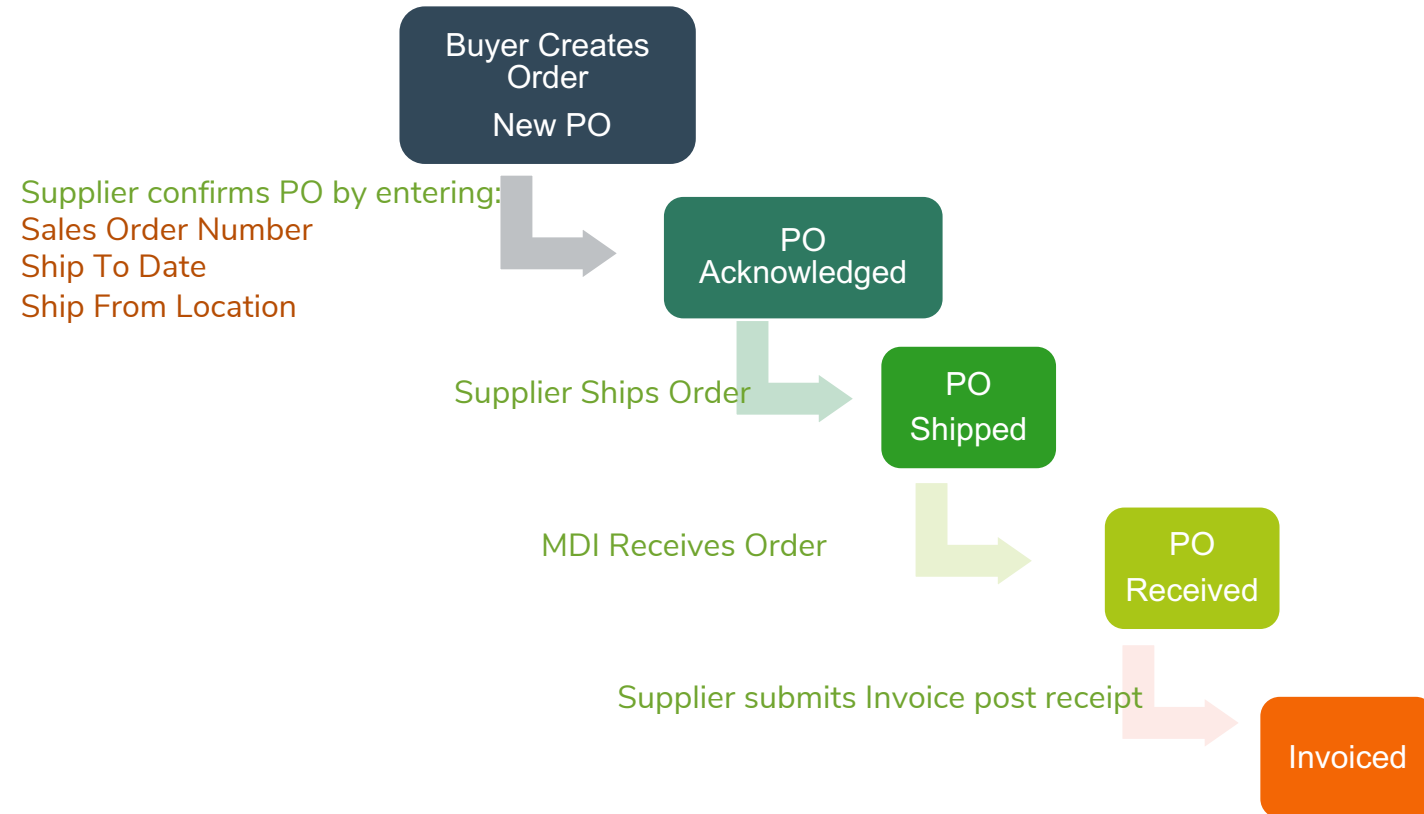 Buyer Creates
Order
New PO
Supplier confirms PO by entering:
Sales Order Number
Ship To Date
Ship From Location
PO
Acknowledged
Supplier Ships Order
PO
Shipped
MDI Receives Order
PO
Received
Supplier submits Invoice post receipt
Invoiced